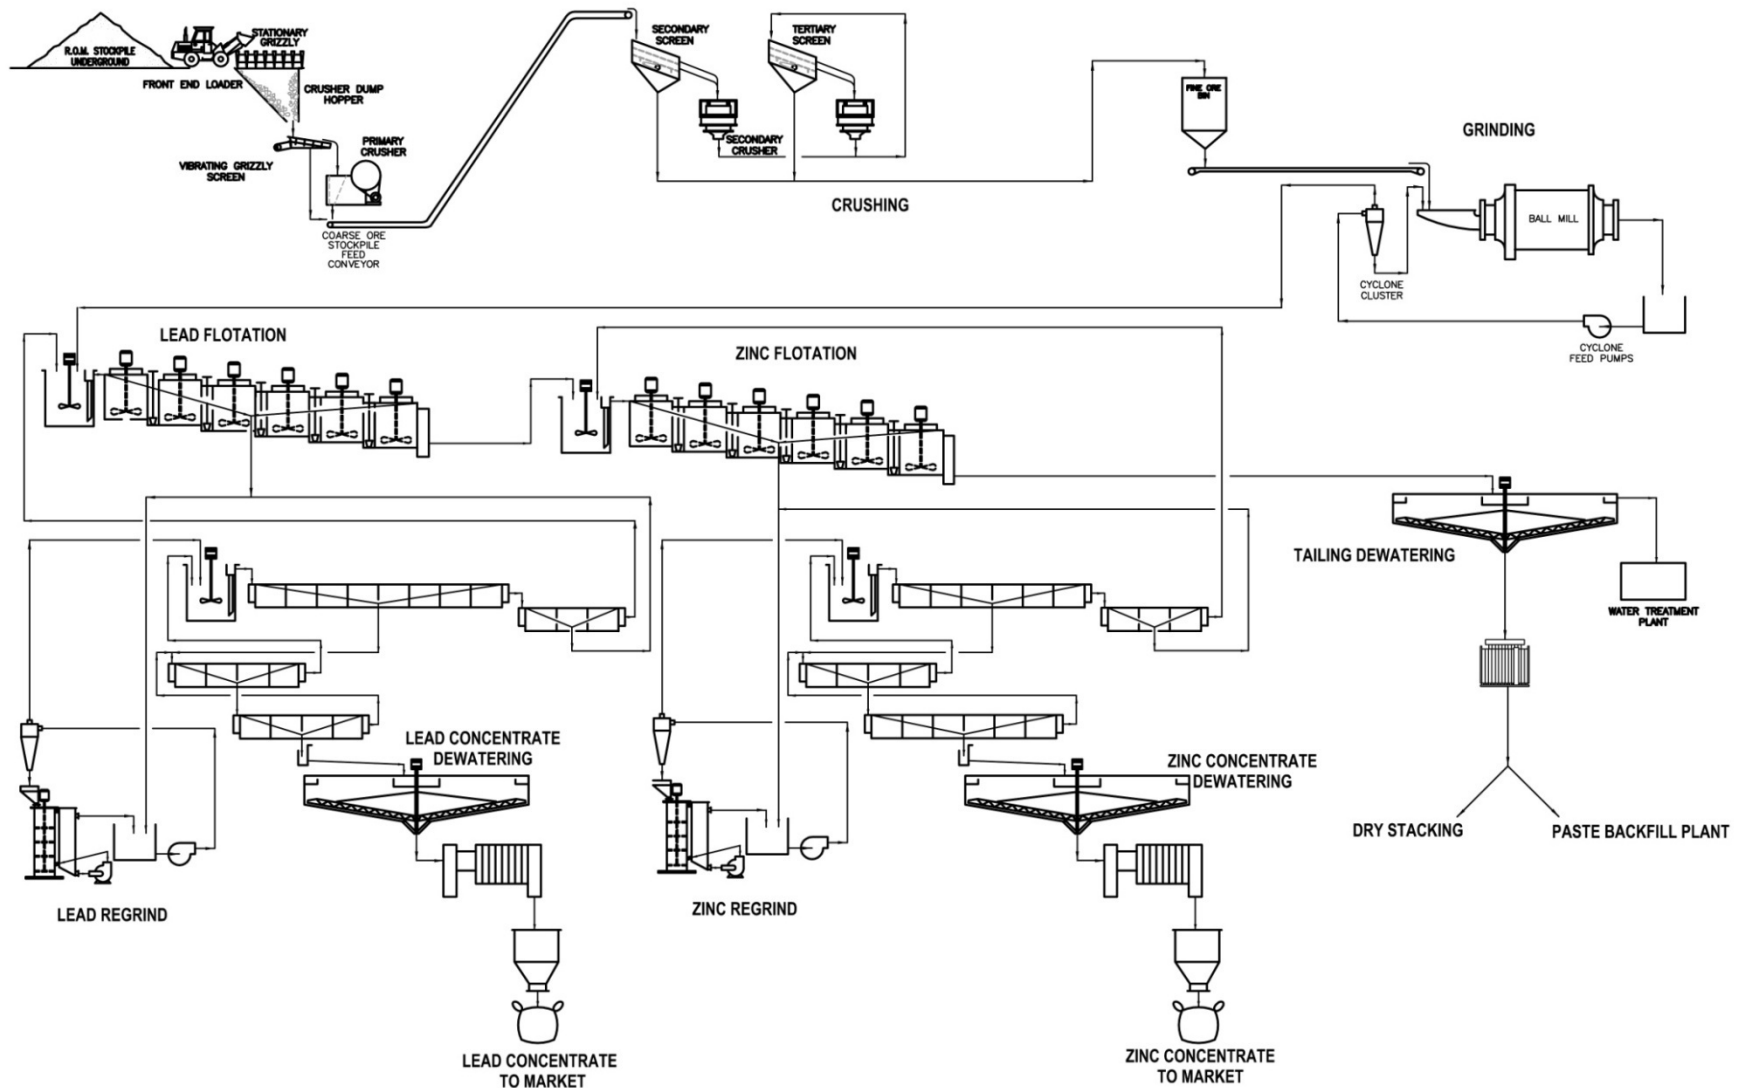 R.O.M. STOCKPILE
UNDERGROUND
STATIONARY
GRIZZLY
FRONT END LOADER
CRUSHER DUMP
HOPPER
VIBRATING GRIZZLY
SCREEN
PRIMARY
CRUSHER
COARSE ORE
STOCKPILE
FEED
CONVEYOR
SECONDARY
SCREEN
TERTIARY
SCREEN
SECONDARY
CRUSHER
CRUSHING
FINE ORE
BIN
GRINDING
BALL MILL
CYCLONE
CLUSTER
CYCLONE
FEED PUMPS
LEAD FLOTATION
ZINC FLOTATION
TAILING DEWATERING
WATER TREATMENT
PLANT
LEAD CONCENTRATE
DEWATERING
ZINC CONCENTRATE
DEWATERING
DRY STACKING
PASTE BACKFILL PLANT
LEAD REGRIND
ZINC REGRIND
LEAD CONCENTRATE
TO MARKET
ZINC CONCENTRATE
TO MARKET